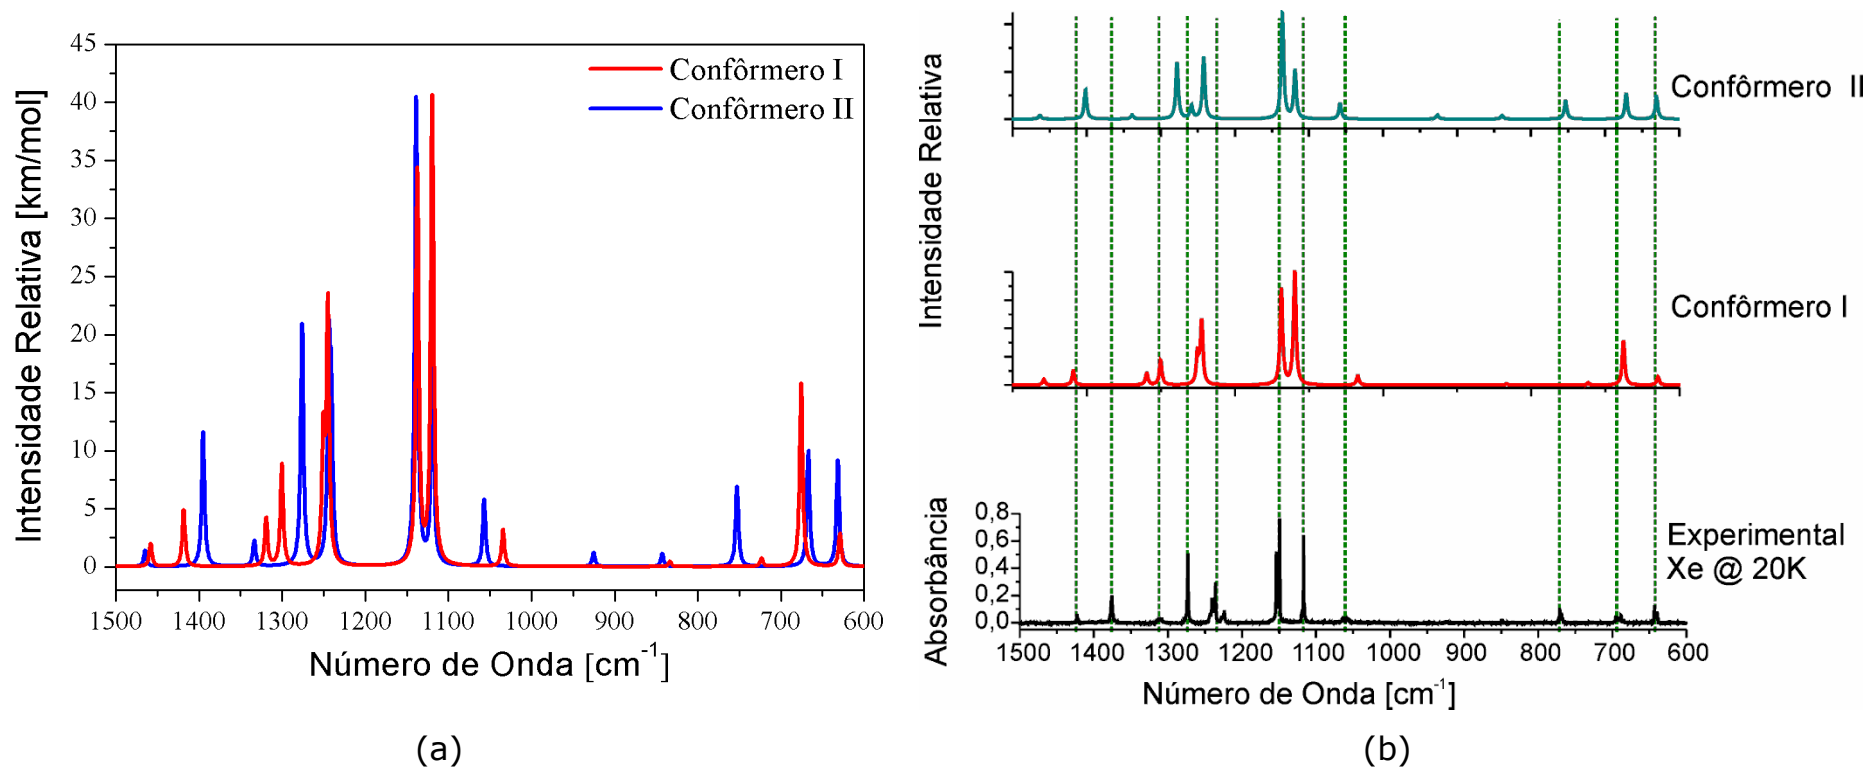 45
40
35
30
25
20
15
10
5
0
Intensidade Relativa [km/mol]
Confôrmero I
Confôrmero II
1500 1400 1300 1200 1100 1000 900 800 700 600
Número de Onda [cm-1]
(a)
Intensidade Relativa
Confôrmero II
Confôrmero I
Absorbância
0,8
0,6
0,4
0,2
0,0
Experimental
Xe @ 20K
1500 1400 1300 1200 1100 1000 900 800 700 600
Número de Onda [cm-1]
(b)